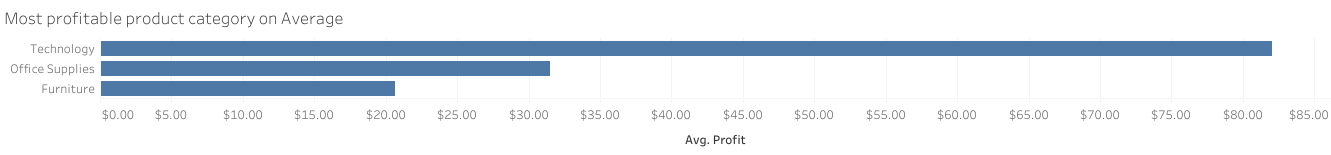 Most profitable product category on Average
Technology
Office Supplies
Furniture
$0.00 $5.00 $10.00 $15.00 $20.00 $25.00 $30.00 $35.00 $40.00 $45.00 $50.00 $55.00 $60.00 $65.00 $70.00 $75.00 $80.00 $85.00
Avg. Profit